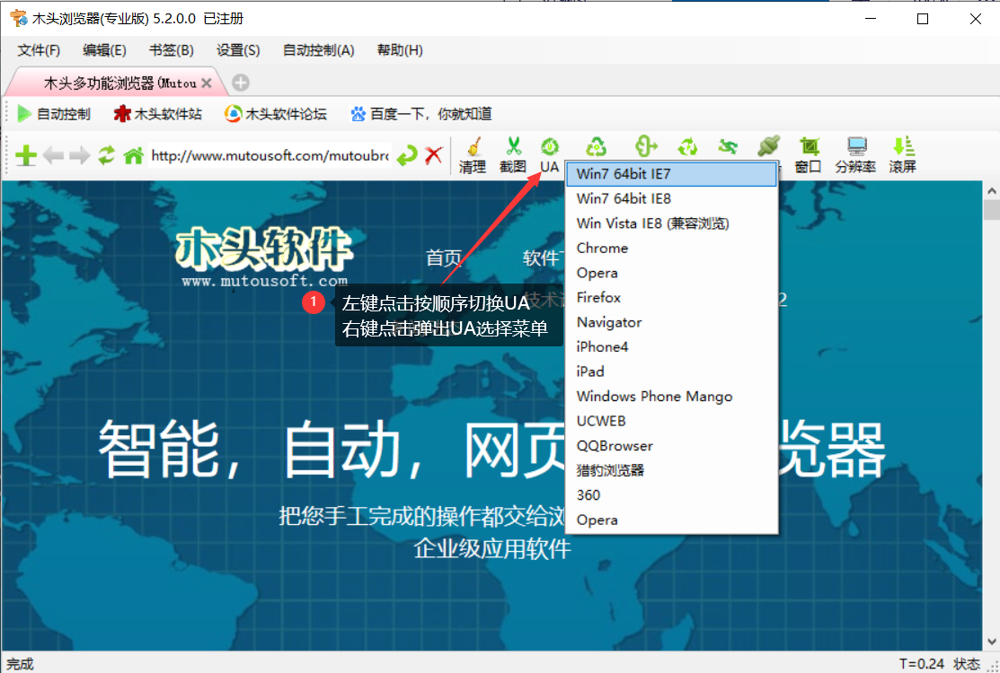 木头浏览器(专业版) 5.2.0.0 已注册
文件(F) 编辑(E) 书签(B) 设置(S) 自动控制(A) 帮助(H)
木头多功能浏览器(Mutou
自动控制 木头软件站 木头软件论坛 百度一下，你就知道
http://www.mutousoft.com/mutoubr
清理 截图 UA 窗口 分辨率 滚屏
Win7 64bit IE7
Win7 64bit IE8
Win Vista IE8 (兼容浏览)
Chrome
Opera
Firefox
Navigator
iPhone4
iPad
Windows Phone Mango
UCWEB
QQBrowser
猎豹浏览器
360
Opera
木头软件
www.mutousoft.com
首页 软件
1
左键点击按顺序切换UA
右键点击弹出UA选择菜单
技术
2
智能，自动，网页 览器
把您手工完成的操作都交给浏
企业级应用软件
完成 T=0.24 状态